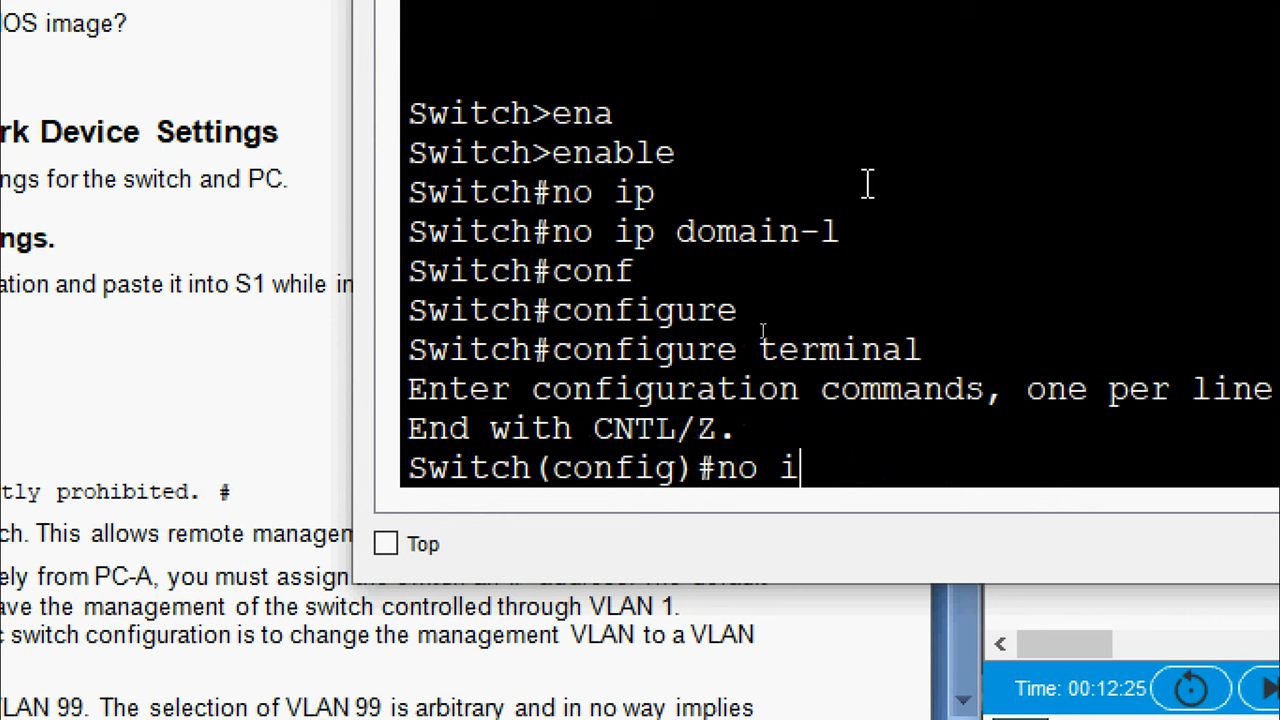 OS image?
rk Device Settings
ngs for the switch and PC.
ngs.
ation and paste it into S1 while in
tly prohibited. #
ch. This allows remote managem
ely from PC-A, you must assign the
ave the management of the switch controlled through VLAN 1.
c switch configuration is to change the management VLAN to a VLAN
VLAN 99. The selection of VLAN 99 is arbitrary and in no way implies
Switch>ena
Switch>enable
Switch#no ip
Switch#no ip domain-l
Switch#conf
Switch#configure
Switch#configure terminal
Enter configuration commands, one per line
End with CNTL/Z.
Switch(config)#no i
Top
Time: 00:12:25